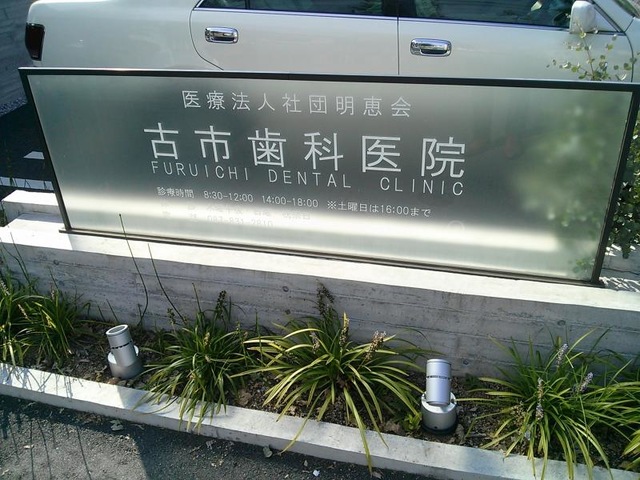 医療法人社団明恵会
古市歯科医院
FURUICHI DENTAL CLINIC
診療時間 8:30-12:00 14:00-18:00 ※土曜日は16:00まで